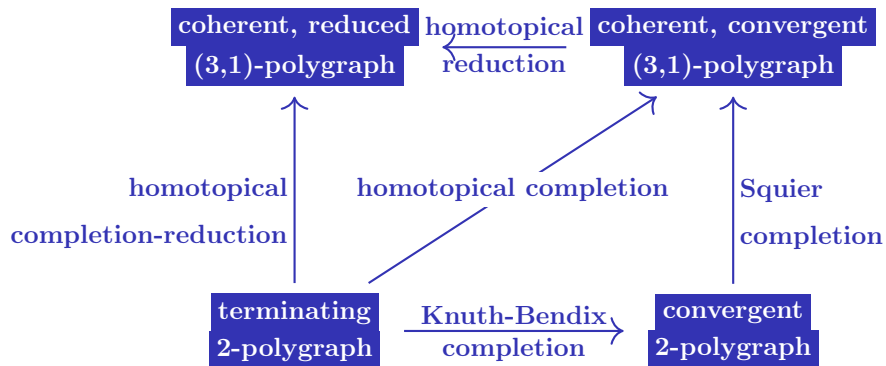 coherent, reduced
(3,1)-polygraph
homotopical
reduction
coherent, convergent
(3,1)-polygraph
homotopical
completion-reduction
homotopical completion
Squier
completion
terminating
2-polygraph
Knuth-Bendix
completion
convergent
2-polygraph